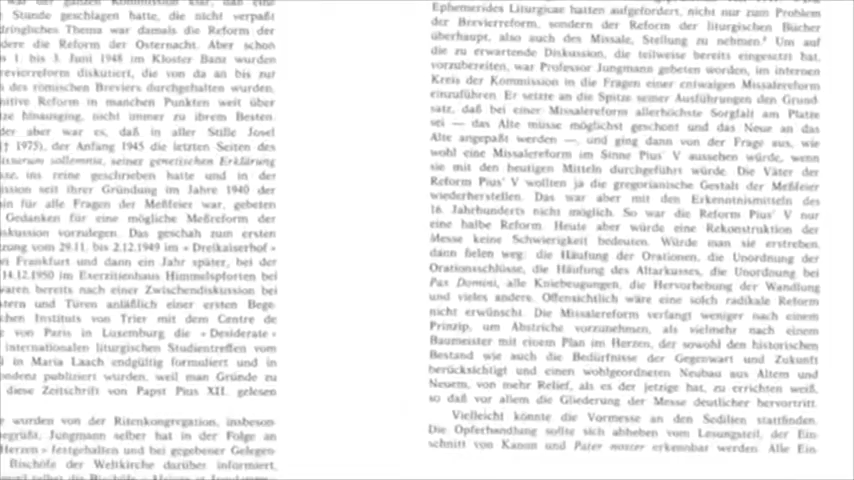 Stunde geschlagen hatte, die nicht verpaßt
dringliches Thema war damals die Reform der
dere die Reform der Osternacht. Aber schon
1. bis 3. Juni 1948 im Kloster Banz wurden
revierreform diskutiert, die von da an bis zur
des römischen Breviers durchgehalten wurden,
sitive Reform in manchen Punkten weit über
ze hinausging, nicht immer zu ihrem Besten.
der aber war es, daß in aller Stille Josef
† 1975), der Anfang 1945 die letzten Seiten des
issarum sollemnia, seiner genetischen Erklärung
sse, ins reine geschrieben hatte und in der
ission seit ihrer Gründung im Jahre 1940 der
in für alle Fragen der Meßfeier war, gebeten
Gedanken für eine mögliche Meßreform der
skussion vorzulegen. Das geschah zum ersten
zung vom 29.11. bis 2.12.1949 im « Dreikaiserhof »
i Frankfurt und dann ein Jahr später, bei der
14.12.1950 im Exerzitienhaus Himmelspforten bei
waren bereits nach einer Zwischendiskussion bei
stern und Türen anläßlich einer ersten Bege-
chen Instituts von Trier mit dem Centre de
von Paris in Luxemburg die « Desiderate »
internationalen liturgischen Studientreffen vom
in Maria Laach endgültig formuliert und in
ondenz publiziert wurden, weil man Gründe zu
diese Zeitschrift von Papst Pius XII. gelesen
wurden von der Ritenkongregation, insbeson-
egrüßt, Jungmann selber hat in der Folge an
Herzen » festgehalten und bei gegebener Gelegen-
Bischöfe der Weltkirche darüber informiert,
Ephemerides Liturgicae hatten aufgefordert, nicht nur zum Problem
der Brevierreform, sondern der Reform der liturgischen Bücher
überhaupt, also auch des Missale, Stellung zu nehmen. Um auf
die zu erwartende Diskussion, die teilweise bereits eingesetzt hat,
vorzubereiten, war Professor Jungmann gebeten worden, im internen
Kreis der Kommission in die Fragen einer etwaigen Missalereform
einzuführen. Er setzte an die Spitze seiner Ausführungen den Grund-
satz, daß bei einer Missalereform allerhöchste Sorgfalt am Platze
sei — das Alte müsse möglichst geschont und das Neue an das
Alte angepaßt werden —, und ging dann von der Frage aus, wie
wohl eine Missalereform im Sinne Pius' V aussehen würde, wenn
sie mit den heutigen Mitteln durchgeführt würde. Die Väter der
Reform Pius' V wollten ja die gregorianische Gestalt der Meßfeier
wiederherstellen. Das war aber mit den Erkenntnismitteln des
16. Jahrhunderts nicht möglich. So war die Reform Pius' V nur
eine halbe Reform. Heute aber würde eine Rekonstruktion der
Messe keine Schwierigkeit bedeuten. Würde man sie erstreben,
dann fielen weg: die Häufung der Orationen, die Unordnung der
Orationsschlüsse, die Häufung des Altarkusses, die Unordnung bei
Pax Domini, alle Kniebeugungen, die Hervorhebung der Wandlung
und vieles andere. Offensichtlich wäre eine solch radikale Reform
nicht erwünscht. Die Missalereform verlangt weniger nach einem
Prinzip, um Abstriche vorzunehmen, als vielmehr nach einem
Baumeister mit einem Plan im Herzen, der sowohl den historischen
Bestand wie auch die Bedürfnisse der Gegenwart und Zukunft
berücksichtigt und einen wohlgeordneten Neubau aus Altem und
Neuem, von mehr Relief, als es der jetzige hat, zu errichten weiß,
so daß vor allem die Gliederung der Messe deutlicher hervortritt.
Vielleicht könnte die Vormesse an den Sedilien stattfinden.
Die Opferhandlung sollte sich abheben vom Lesungsteil, der Ein-
schnitt von Kanon und Pater noster erkennbar werden. Alle Ein-